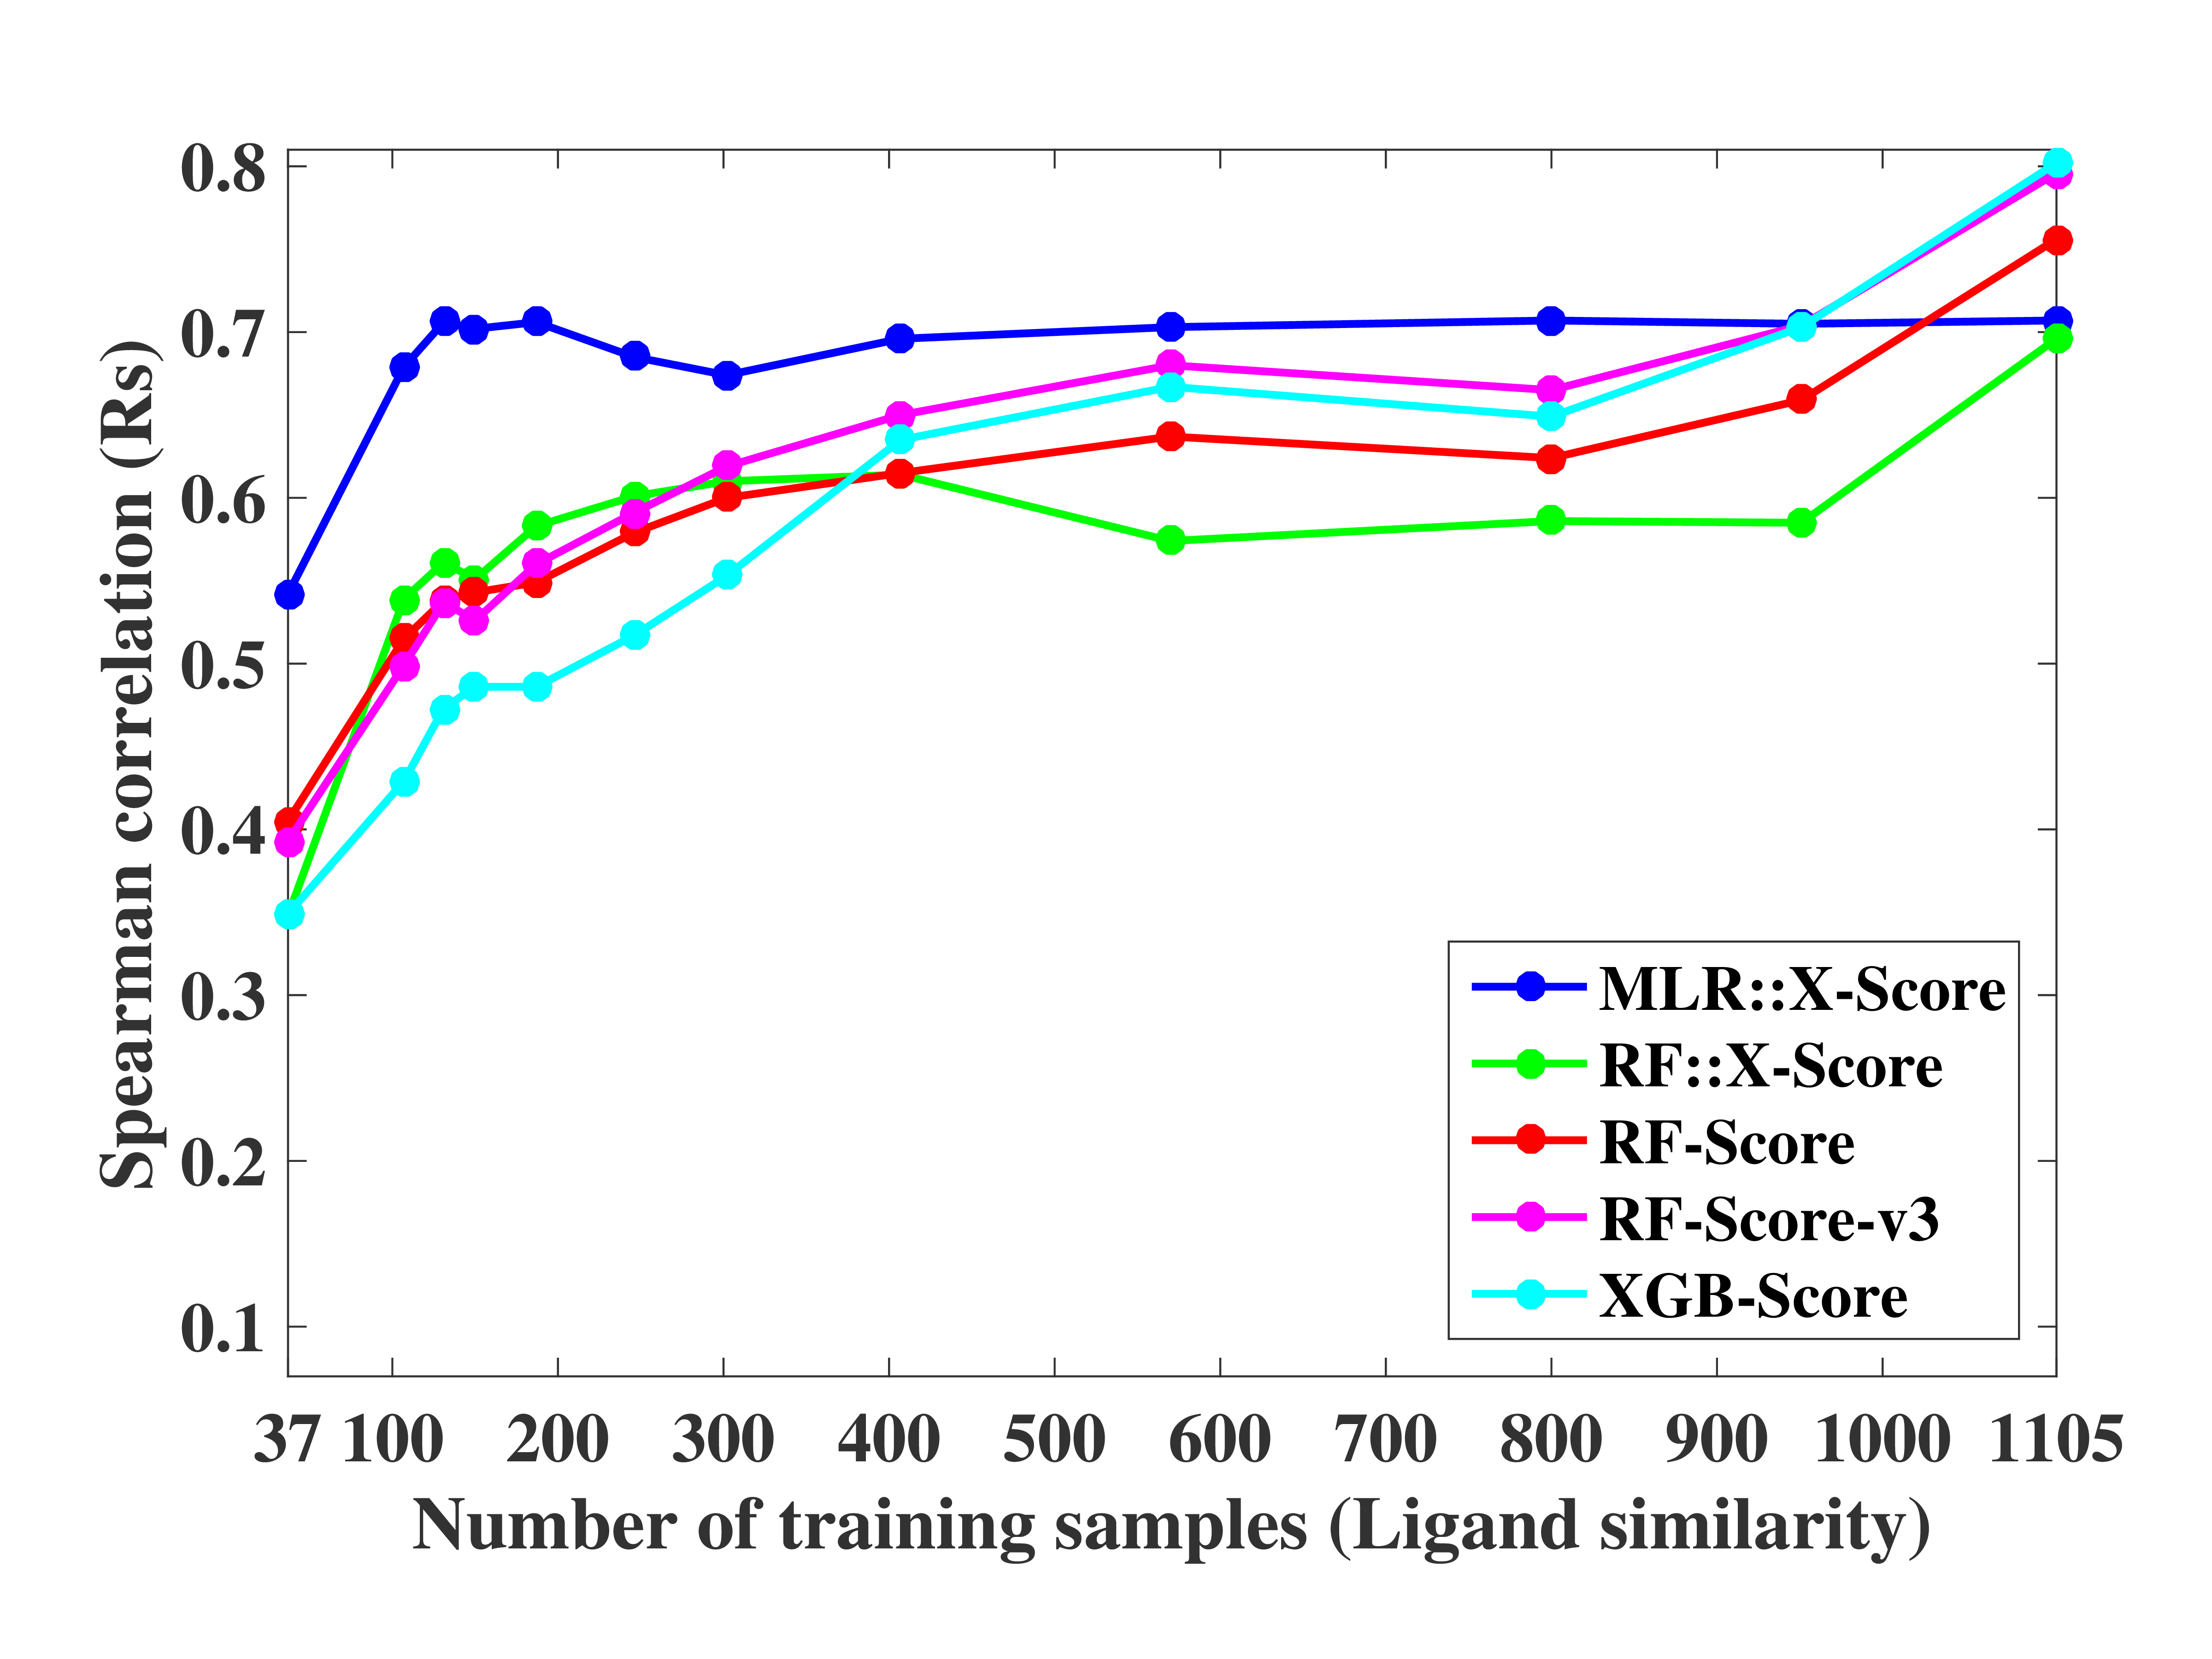 Spearman correlation (Rs)
0.8
0.7
0.6
0.5
0.4
0.3
0.2
0.1
MLR::X-Score
RF::X-Score
RF-Score
RF-Score-v3
XGB-Score
37 100 200 300 400 500 600 700 800 900 1000 1105
Number of training samples (Ligand similarity)